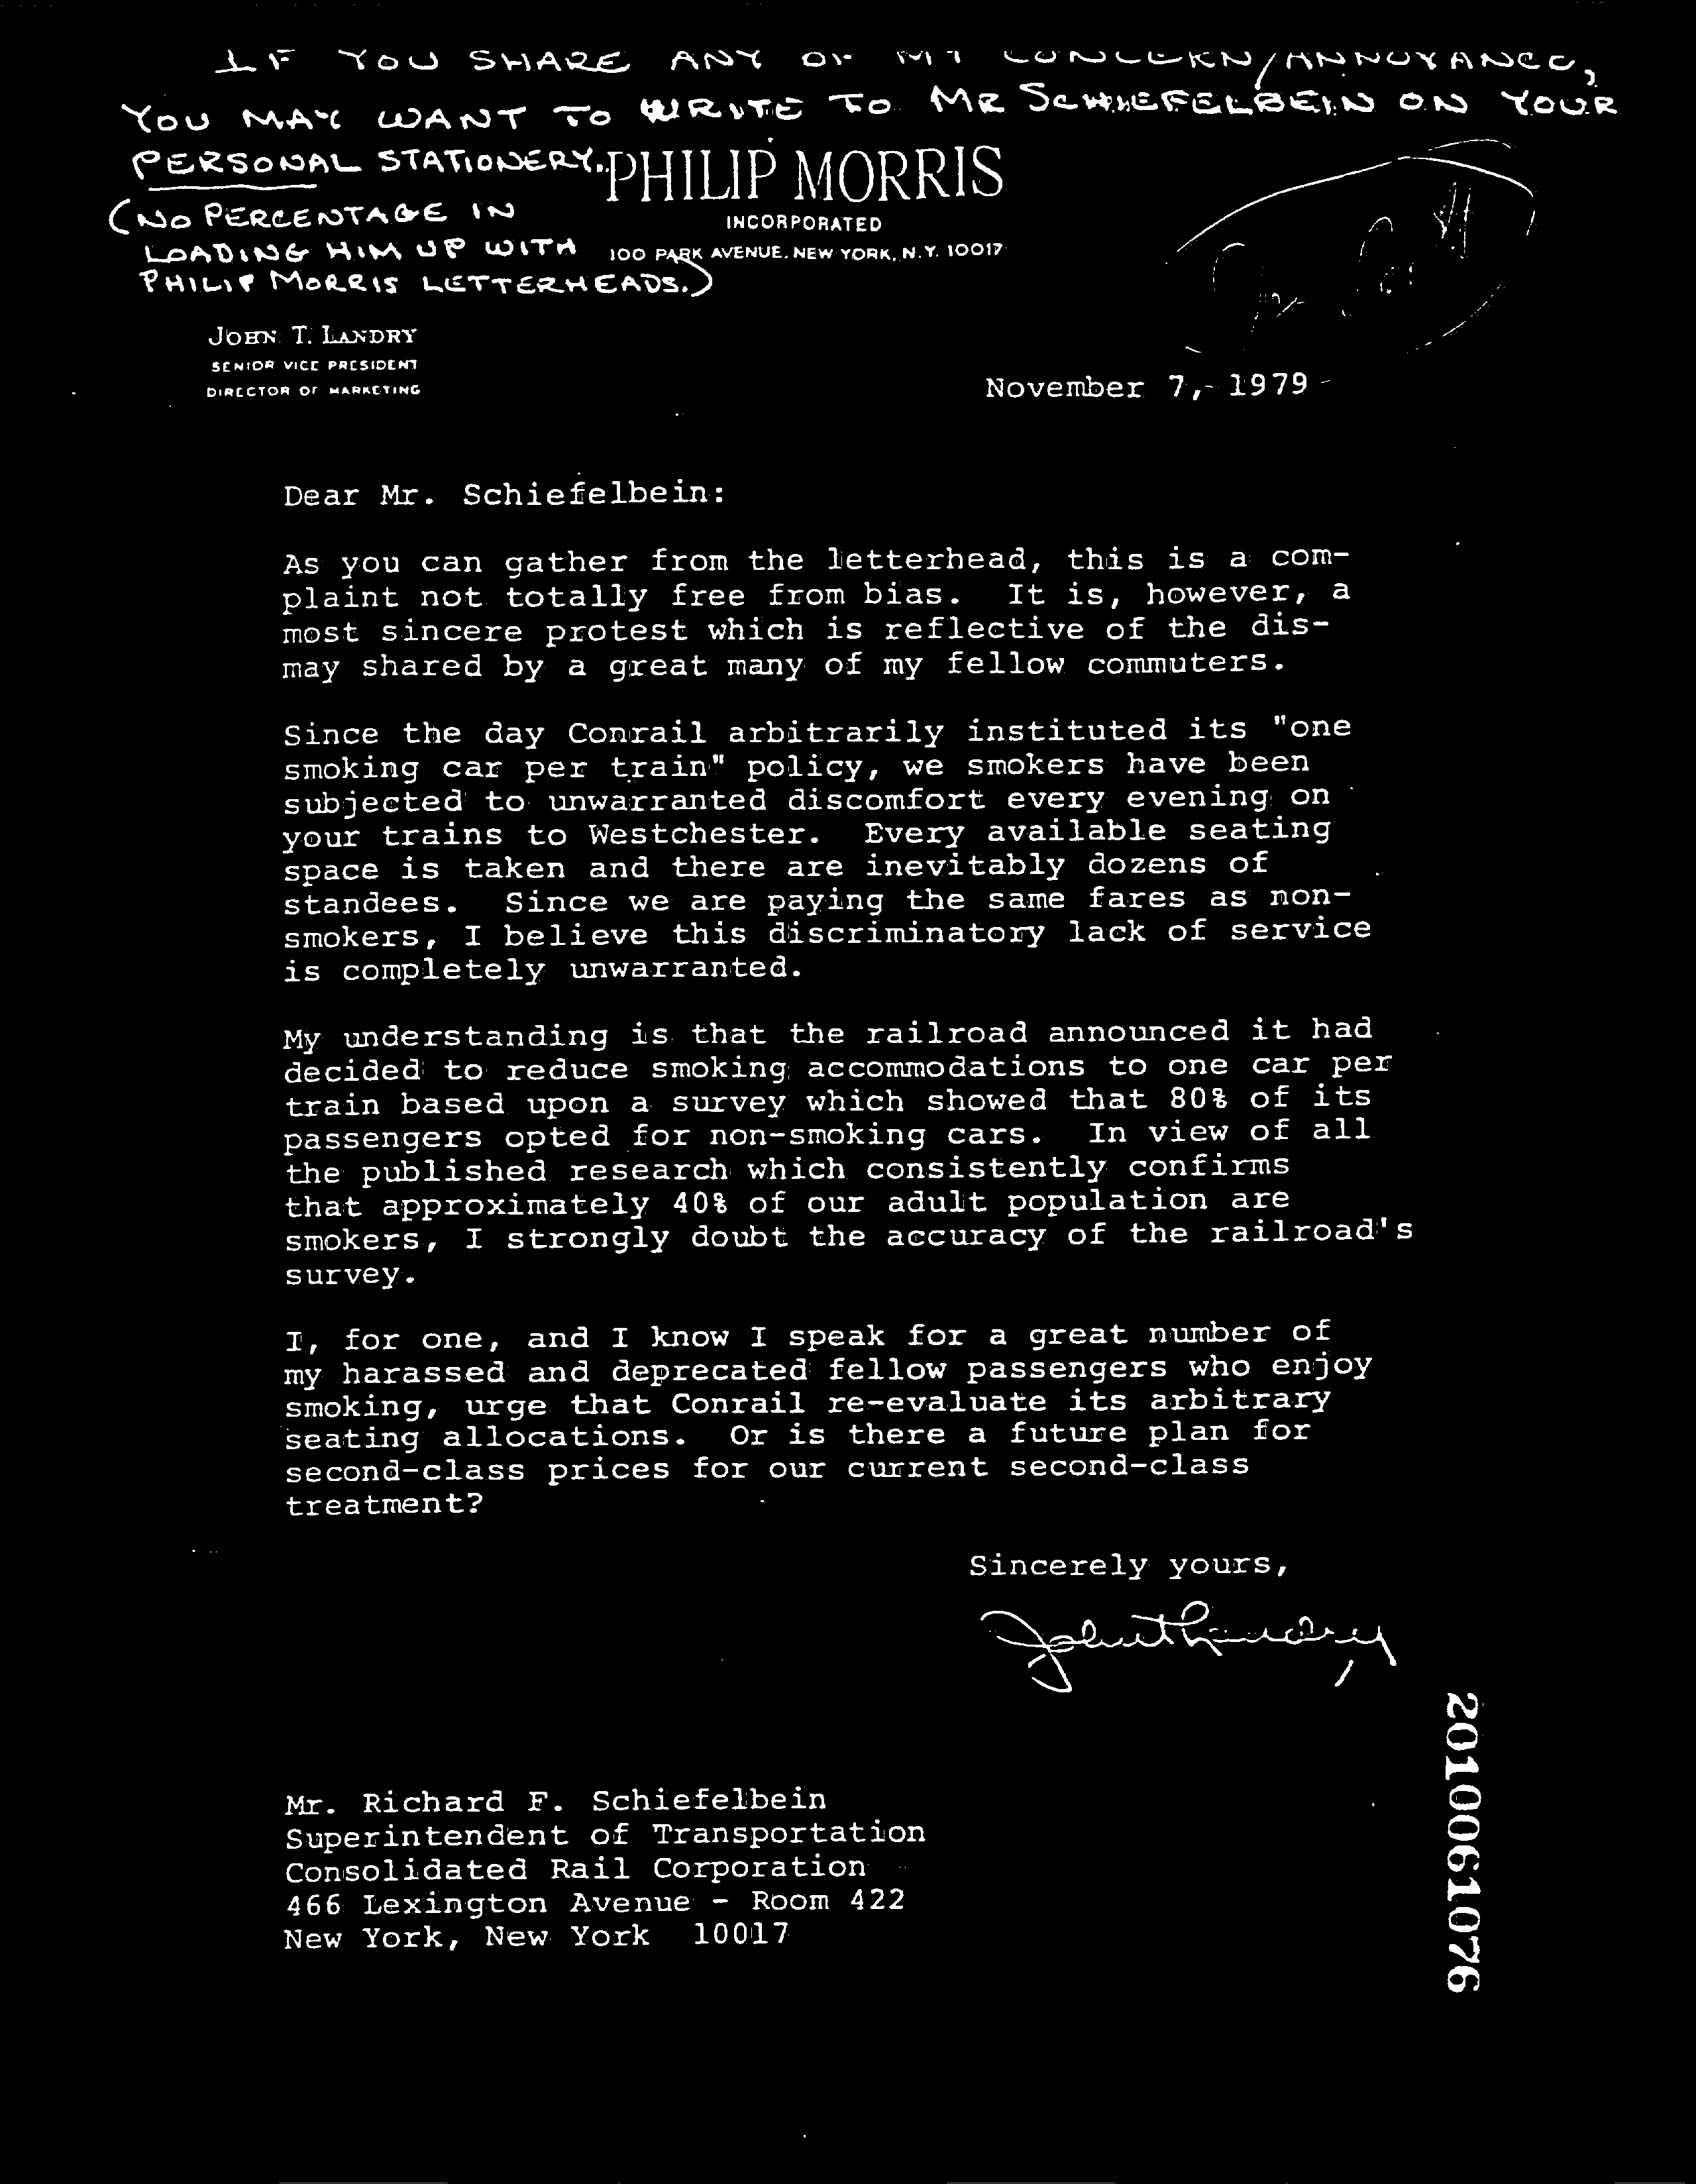 IF YOU SHARE ANY OF MY CONCERN/ANNOYANCE,
YOU MAY WANT TO WRITE TO MR SCHIEFELBEIN ON YOUR
PERSONAL STATIONERY.
(NO PERCENTAGE IN
LOADING HIM UP WITH
PHILIP MORRIS LETTERHEADS.)
PHILIP MORRIS
INCORPORATED
100 PARK AVENUE, NEW YORK, N.Y. 10017
JOHN T. LANDRY
SENIOR VICE PRESIDENT
DIRECTOR OF MARKETING
November 7, 1979
Dear Mr. Schiefelbein:
As you can gather from the letterhead, this is a com-
plaint not totally free from bias. It is, however, a
most sincere protest which is reflective of the dis-
may shared by a great many of my fellow commuters.
Since the day Conrail arbitrarily instituted its "one
smoking car per train" policy, we smokers have been
subjected to unwarranted discomfort every evening on
your trains to Westchester. Every available seating
space is taken and there are inevitably dozens of
standees. Since we are paying the same fares as non-
smokers, I believe this discriminatory lack of service
is completely unwarranted.
My understanding is that the railroad announced it had
decided to reduce smoking accommodations to one car per
train based upon a survey which showed that 80% of its
passengers opted for non-smoking cars. In view of all
the published research which consistently confirms
that approximately 40% of our adult population are
smokers, I strongly doubt the accuracy of the railroad's
survey.
I, for one, and I know I speak for a great number of
my harassed and deprecated fellow passengers who enjoy
smoking, urge that Conrail re-evaluate its arbitrary
seating allocations. Or is there a future plan for
second-class prices for our current second-class
treatment?
Sincerely yours,
John T Landry
Mr. Richard F. Schiefelbein
Superintendent of Transportation
Consolidated Rail Corporation
466 Lexington Avenue - Room 422
New York, New York 10017
2010061076